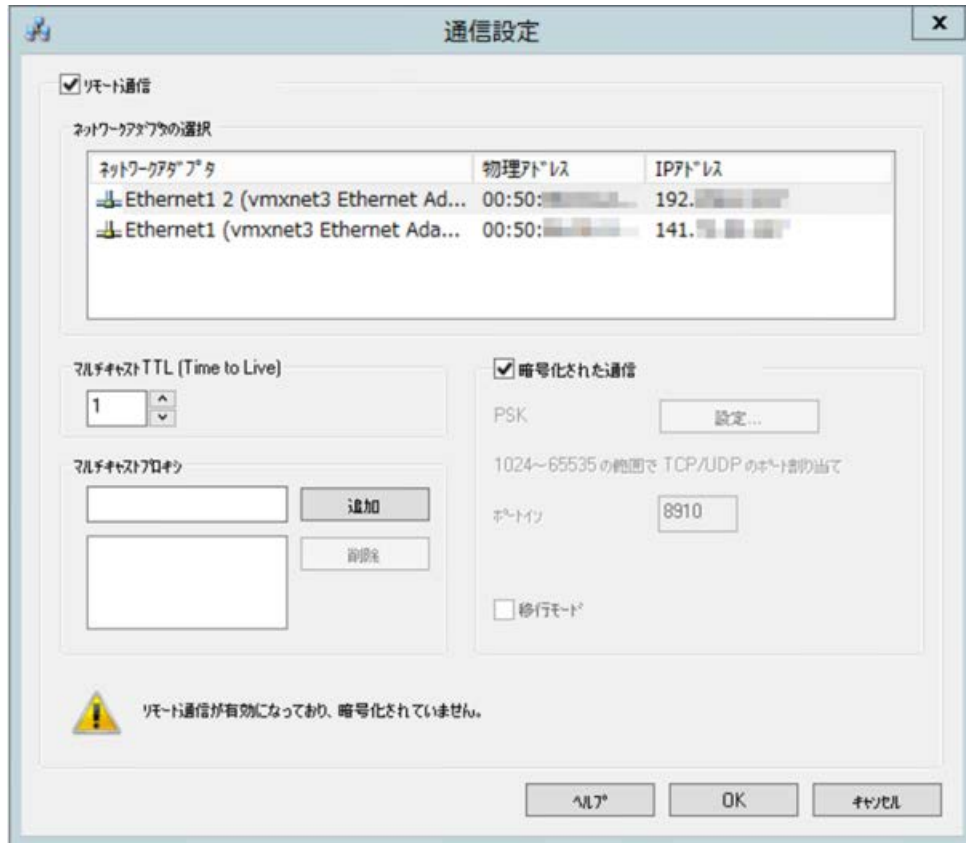 通信設定
x
ﾘﾓｰﾄ通信
ﾈｯﾄﾜｰｸｱﾀﾞﾌﾟﾀの選択
ﾈｯﾄﾜｰｸｱﾀﾞﾌﾟﾀ 物理ｱﾄﾞﾚｽ IPｱﾄﾞﾚｽ
Ethernet1 2 (vmxnet3 Ethernet Ad... 00:50: 192.
Ethernet1 (vmxnet3 Ethernet Ada... 00:50: 141.
ﾏﾙﾁｷｬｽﾄTTL (Time to Live)
1
ﾏﾙﾁｷｬｽﾄﾌﾟﾛｷｼ
追加
削除
暗号化された通信
PSK 設定...
1024～65535 の範囲で TCP/UDP のﾎﾟｰﾄ割り当て
ﾎﾟｰﾄｲﾝ 8910
移行ﾓｰﾄﾞ
ﾘﾓｰﾄ通信が有効になっており、暗号化されていません。
ﾍﾙﾌﾟ OK ｷｬﾝｾﾙ